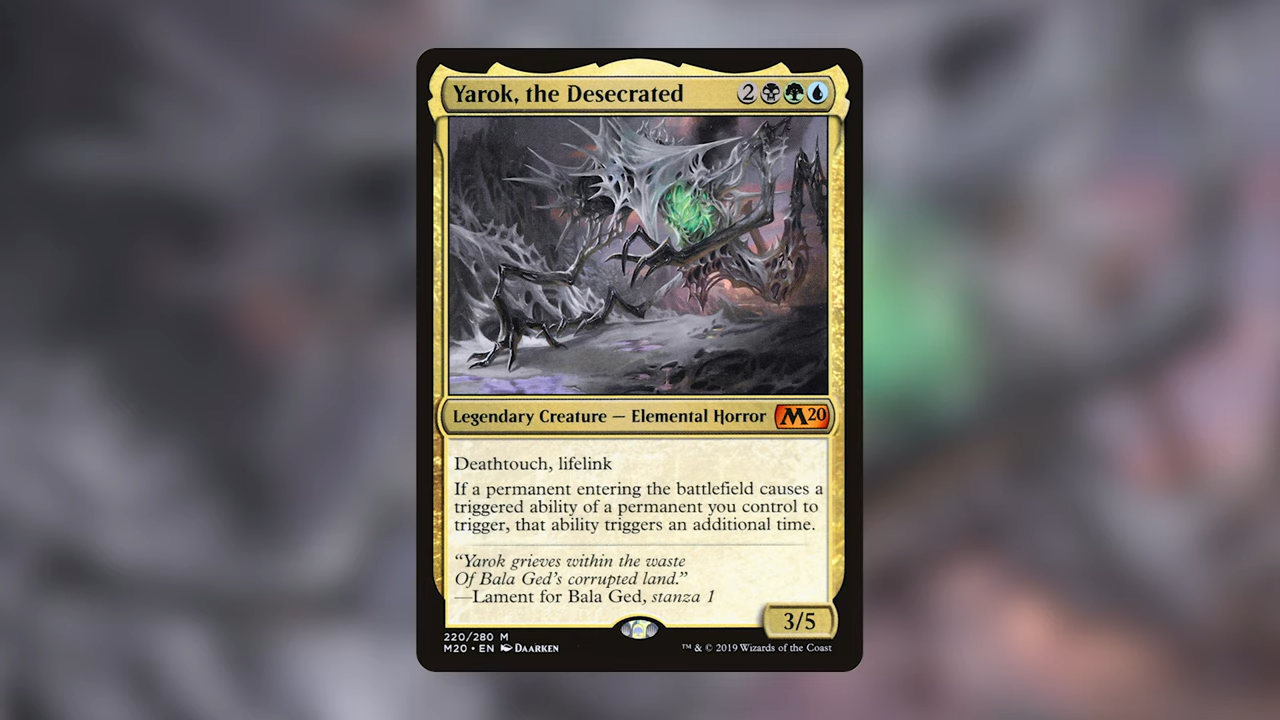 Yarok, the Desecrated 2
Legendary Creature — Elemental Horror M20
Deathtouch, lifelink
If a permanent entering the battlefield causes a
triggered ability of a permanent you control to
trigger, that ability triggers an additional time.
“Yarok grieves within the waste
Of Bala Ged’s corrupted land.”
—Lament for Bala Ged, stanza 1
3/5
220/280 M
M20 • EN DAARKEN
™ & © 2019 Wizards of the Coast